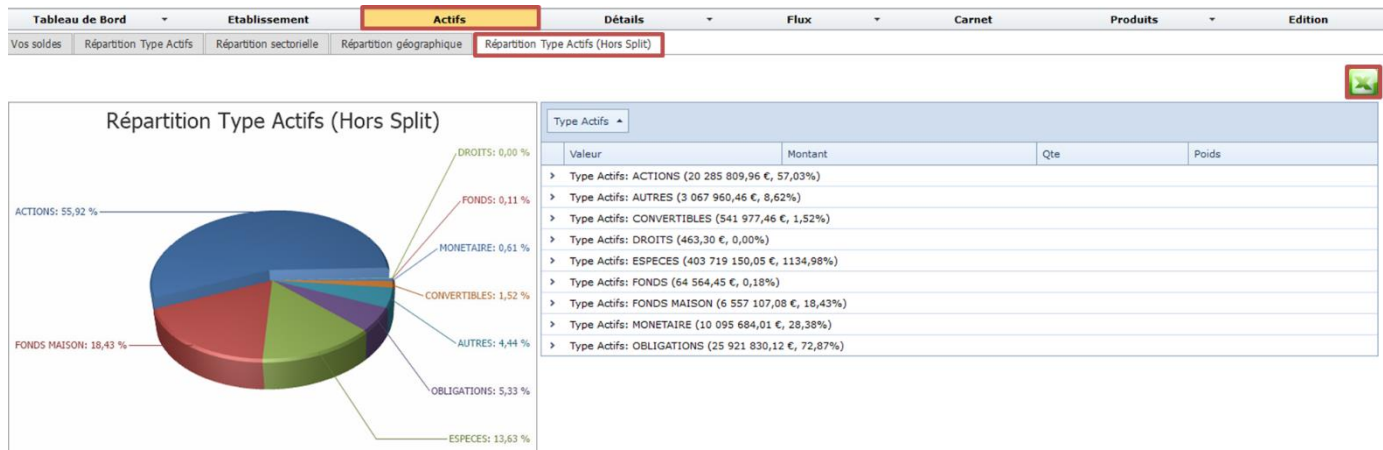 Tableau de Bord Etablissement Actifs Détails Flux Carnet Produits Edition
Vos soldes Répartition Type Actifs Répartition sectorielle Répartition géographique Répartition Type Actifs (Hors Split)
Répartition Type Actifs (Hors Split)
DROITS: 0,00 %
FONDS: 0,11 %
ACTIONS: 55,92 %
MONETAIRE: 0,61 %
CONVERTIBLES: 1,52 %
FONDS MAISON: 18,43 %
AUTRES: 4,44 %
OBLIGATIONS: 5,33 %
ESPECES: 13,63 %
Type Actifs
Valeur Montant Qte Poids
Type Actifs: ACTIONS (20 285 809,96 €, 57,03%)
Type Actifs: AUTRES (3 067 960,46 €, 8,62%)
Type Actifs: CONVERTIBLES (541 977,46 €, 1,52%)
Type Actifs: DROITS (463,30 €, 0,00%)
Type Actifs: ESPECES (403 719 150,05 €, 1134,98%)
Type Actifs: FONDS (64 564,45 €, 0,18%)
Type Actifs: FONDS MAISON (6 557 107,08 €, 18,43%)
Type Actifs: MONETAIRE (10 095 684,01 €, 28,38%)
Type Actifs: OBLIGATIONS (25 921 830,12 €, 72,87%)